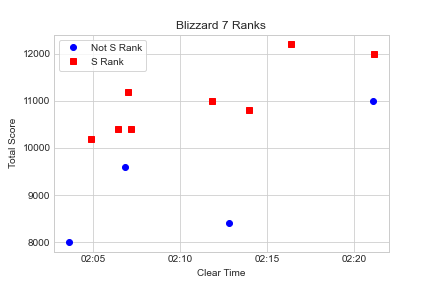 Blizzard 7 Ranks
Not S Rank
S Rank
12000
11000
10000
9000
8000
Total Score
02:05 02:10 02:15 02:20
Clear Time